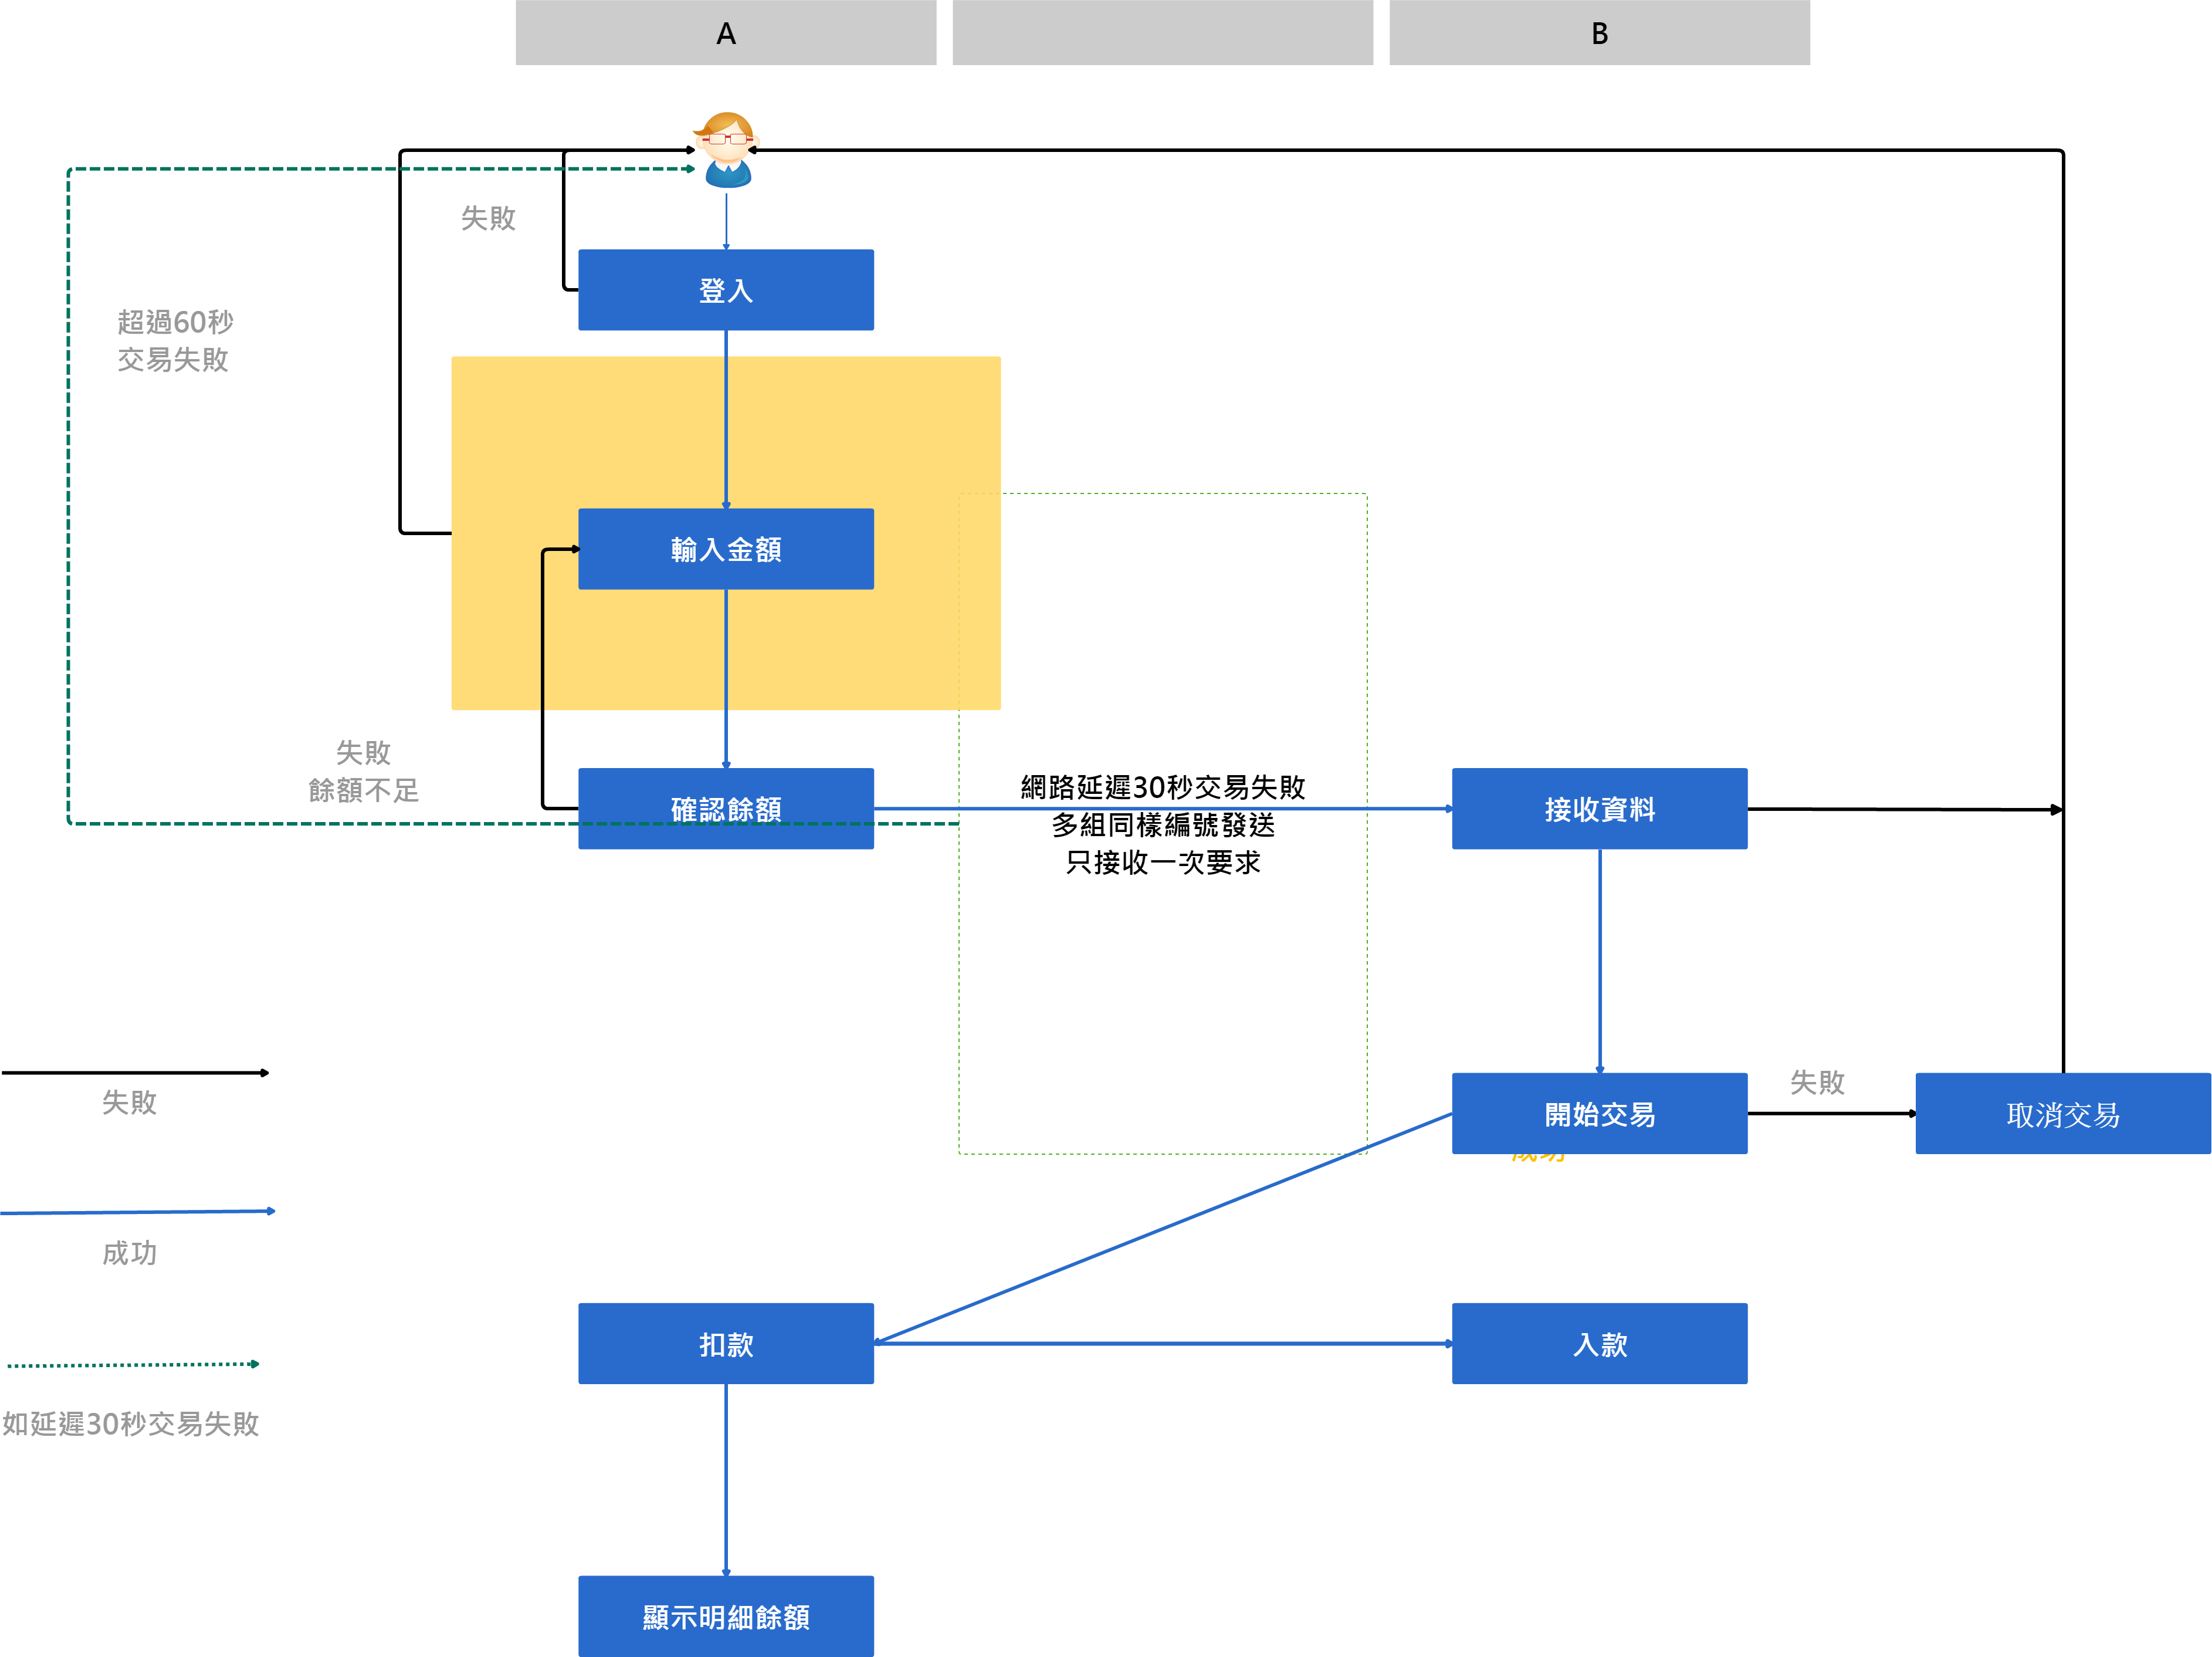 A
B
失敗
登入
超過60秒
交易失敗
輸入金額
失敗
餘額不足
確認餘額
網路延遲30秒交易失敗
多組同樣編號發送
只接收一次要求
接收資料
失敗
失敗
開始交易
取消交易
成功
扣款
入款
如延遲30秒交易失敗
顯示明細餘額